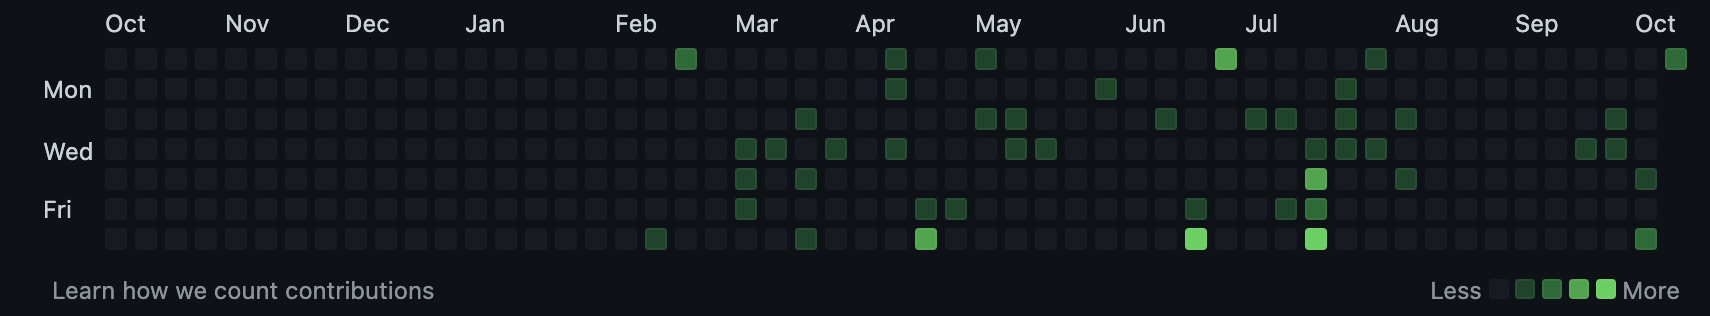 Oct Nov Dec Jan Feb Mar Apr May Jun Jul Aug Sep Oct
Mon
Wed
Fri
Learn how we count contributions
Less More